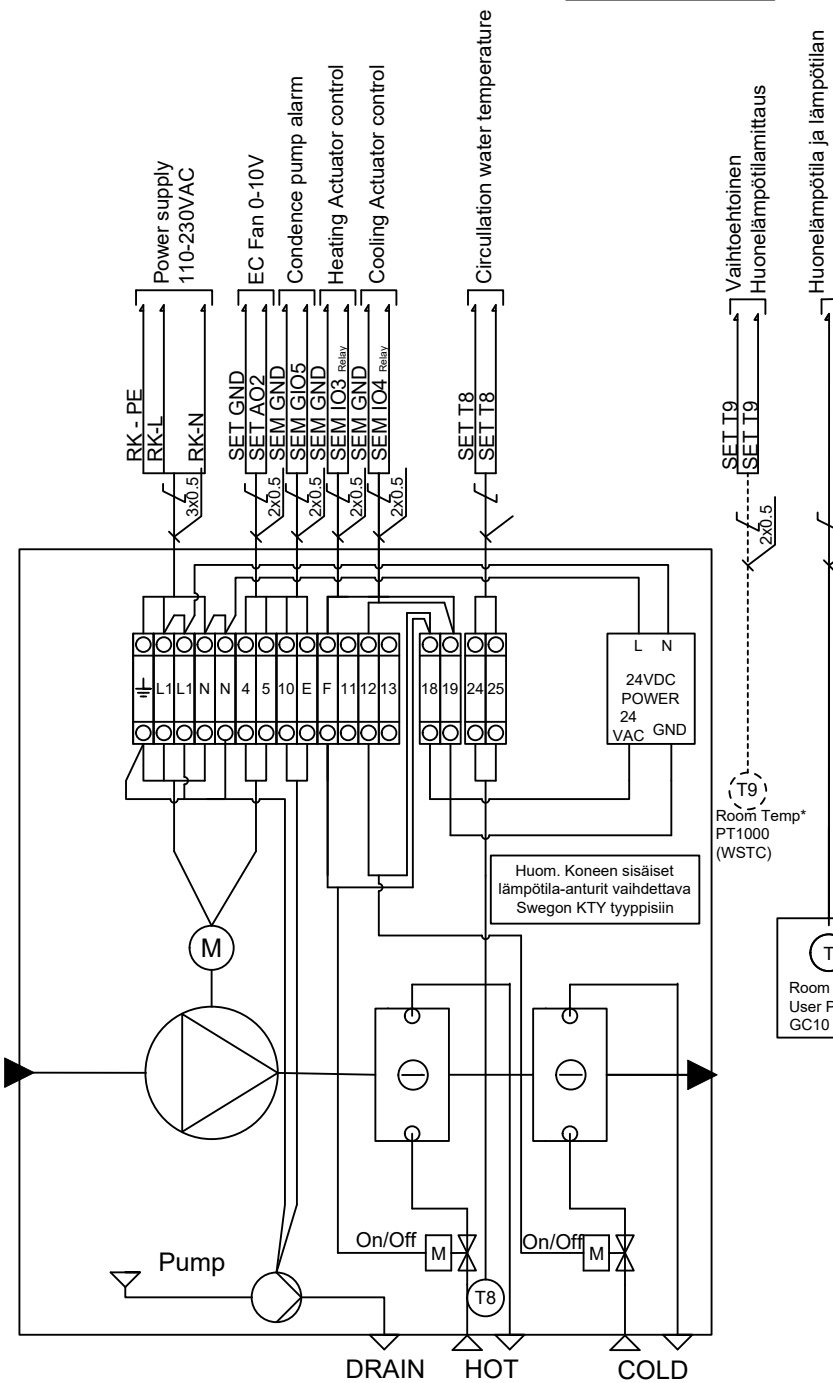 Power supply
110-230VAC
EC Fan 0-10V
Condence pump alarm
Heating Actuator control
Cooling Actuator control
Circullation water temperature
Vaihtoehtoinen
Huonelämpötilamittaus
Huonelämpötila ja lämpötilan
RK - PE
RK-L
RK-N
SET GND
SET AO2
SEM GND
SEM GIO5
SEM GND
SEM IO3 Relay
SEM GND
SEM IO4 Relay
SET T8
SET T8
SET T9
SET T9
3x0.5
2x0.5
2x0.5
2x0.5
2x0.5
2x0.5
L1 L1 N N 4 5 10 E F 11 12 13 18 19 24 25
L N
24VDC
POWER
24
VAC GND
T9
Room Temp*
PT1000
(WSTC)
Huom. Koneen sisäiset
lämpötila-anturit vaihdettava
Swegon KTY tyyppisiin
M
T
Room
User P
GC10
On/Off
M
On/Off
M
Pump
T8
DRAIN
HOT
COLD